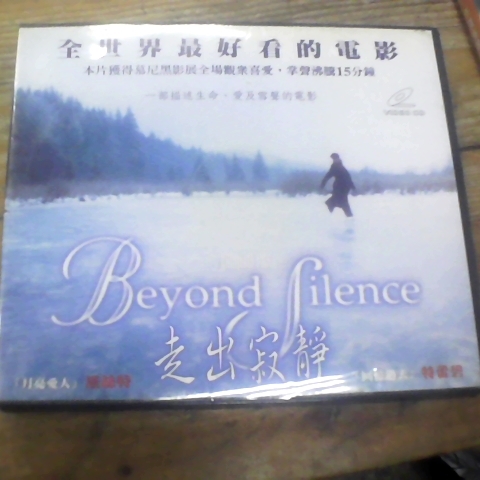 全世界最好看的電影
本片獲得慕尼黑影展全場觀眾喜愛，掌聲沸騰15分鐘
一部描述生命、愛及寂聲的電影
VIDEO CD
Beyond Silence
走出寂靜
「月亮愛人」